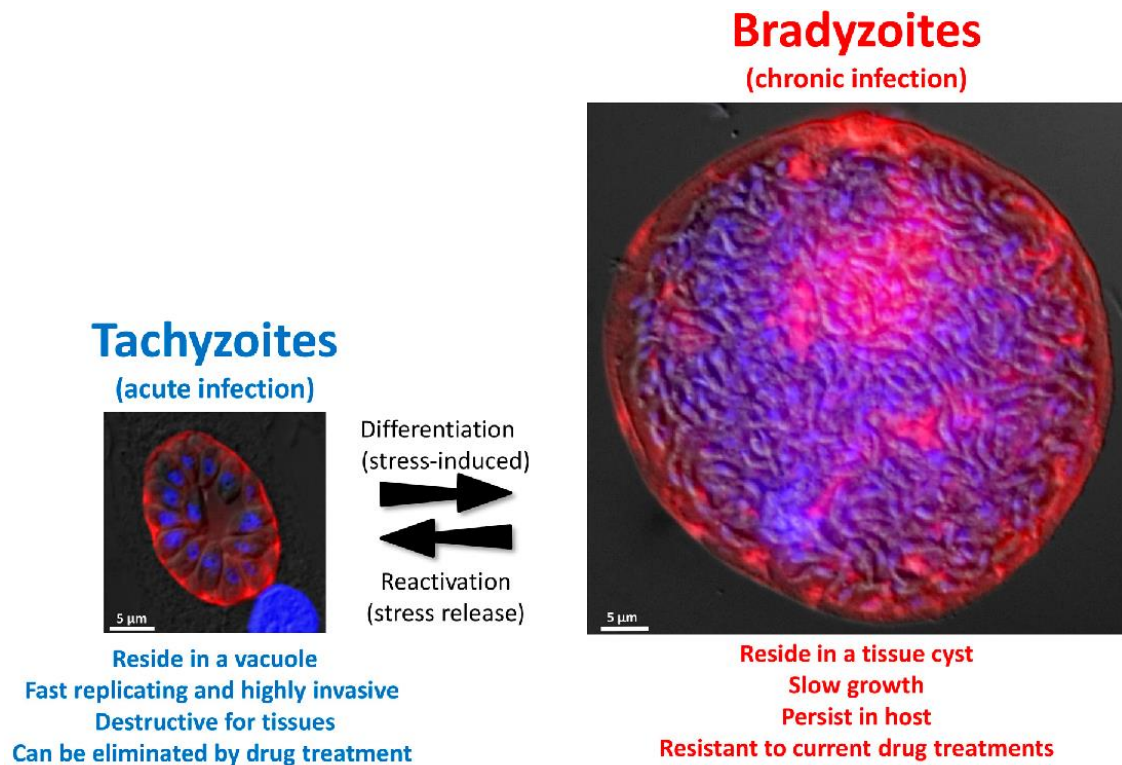 Bradyzoites
(chronic infection)
Tachyzoites
(acute infection)
Differentiation
(stress-induced)
Reactivation
(stress release)
5 µm
5 µm
Reside in a vacuole
Fast replicating and highly invasive
Destructive for tissues
Can be eliminated by drug treatment
Reside in a tissue cyst
Slow growth
Persist in host
Resistant to current drug treatments